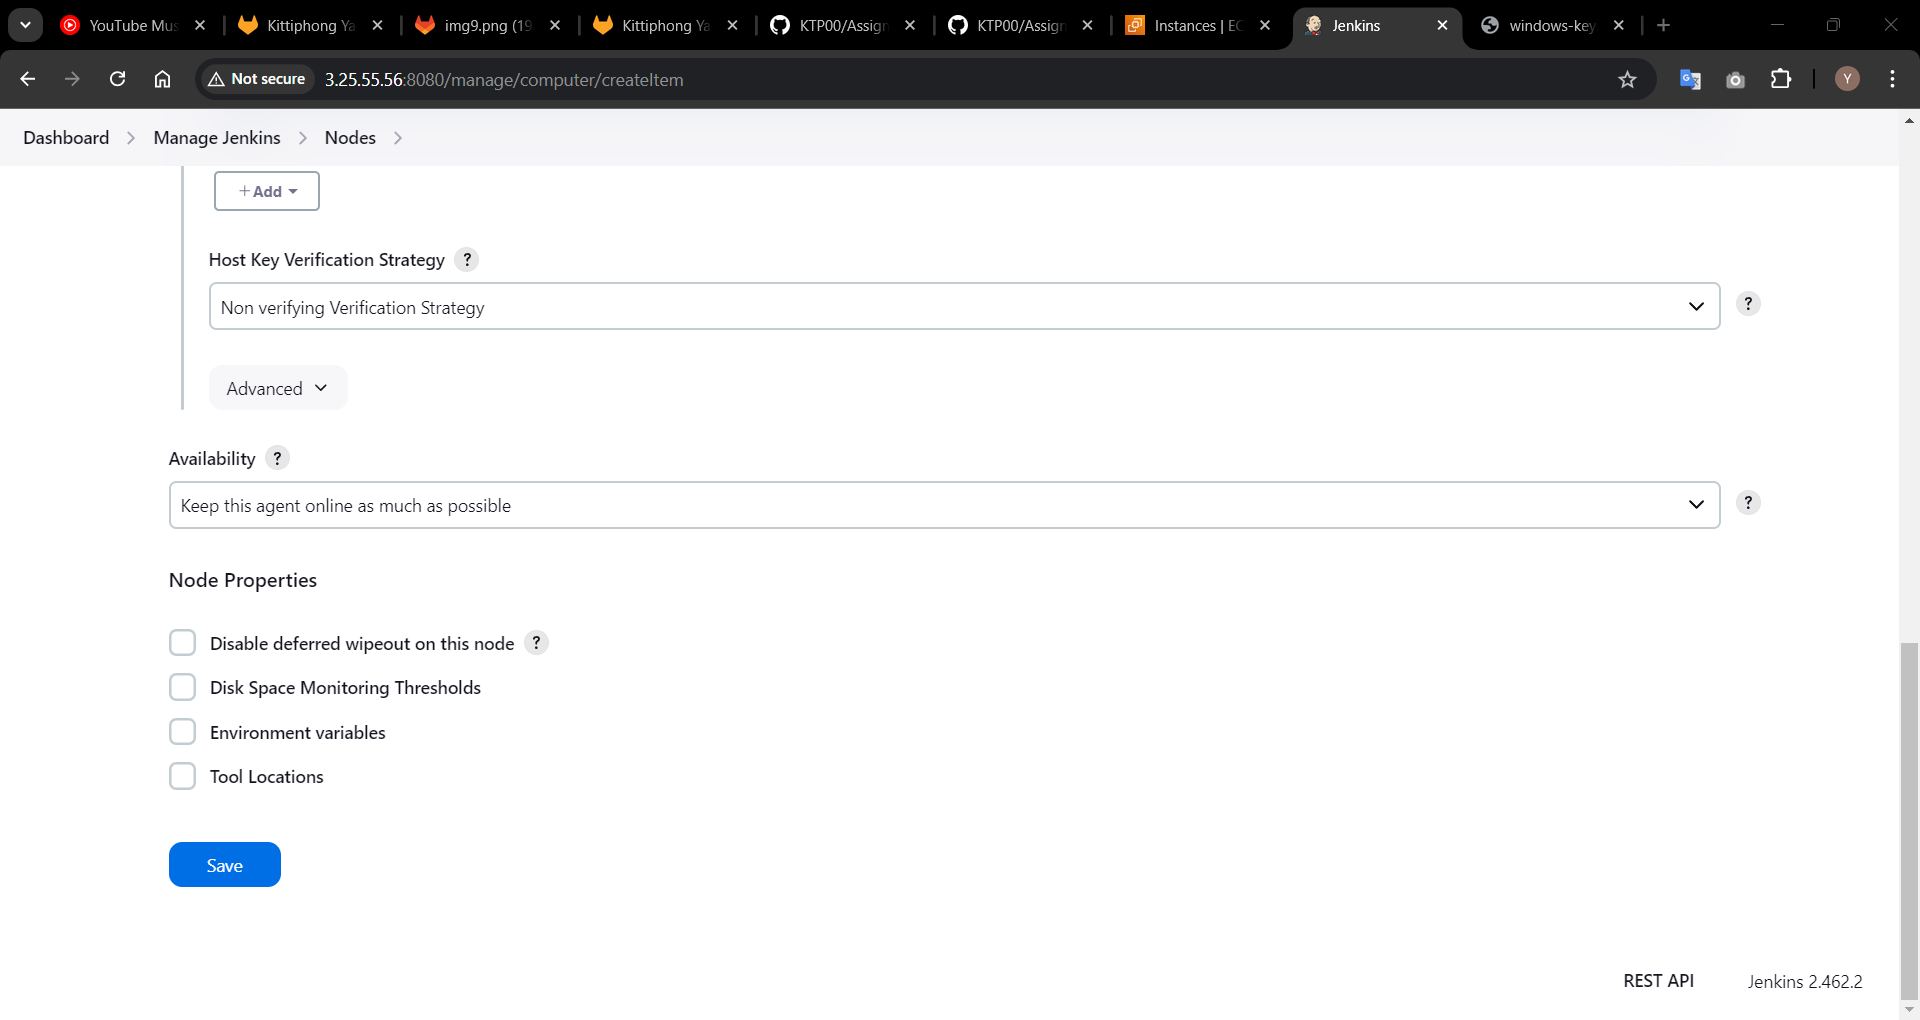 YouTube Mus
Kittiphong Ya
img9.png (19
Kittiphong Ya
KTP00/Assign
KTP00/Assign
Instances | EC
Jenkins
windows-key
Not secure
3.25.55.56:8080/manage/computer/createItem
Y
Dashboard
Manage Jenkins
Nodes
+ Add
Host Key Verification Strategy ?
Non verifying Verification Strategy
?
Advanced
Availability ?
Keep this agent online as much as possible
?
Node Properties
Disable deferred wipeout on this node ?
Disk Space Monitoring Thresholds
Environment variables
Tool Locations
Save
REST API
Jenkins 2.462.2